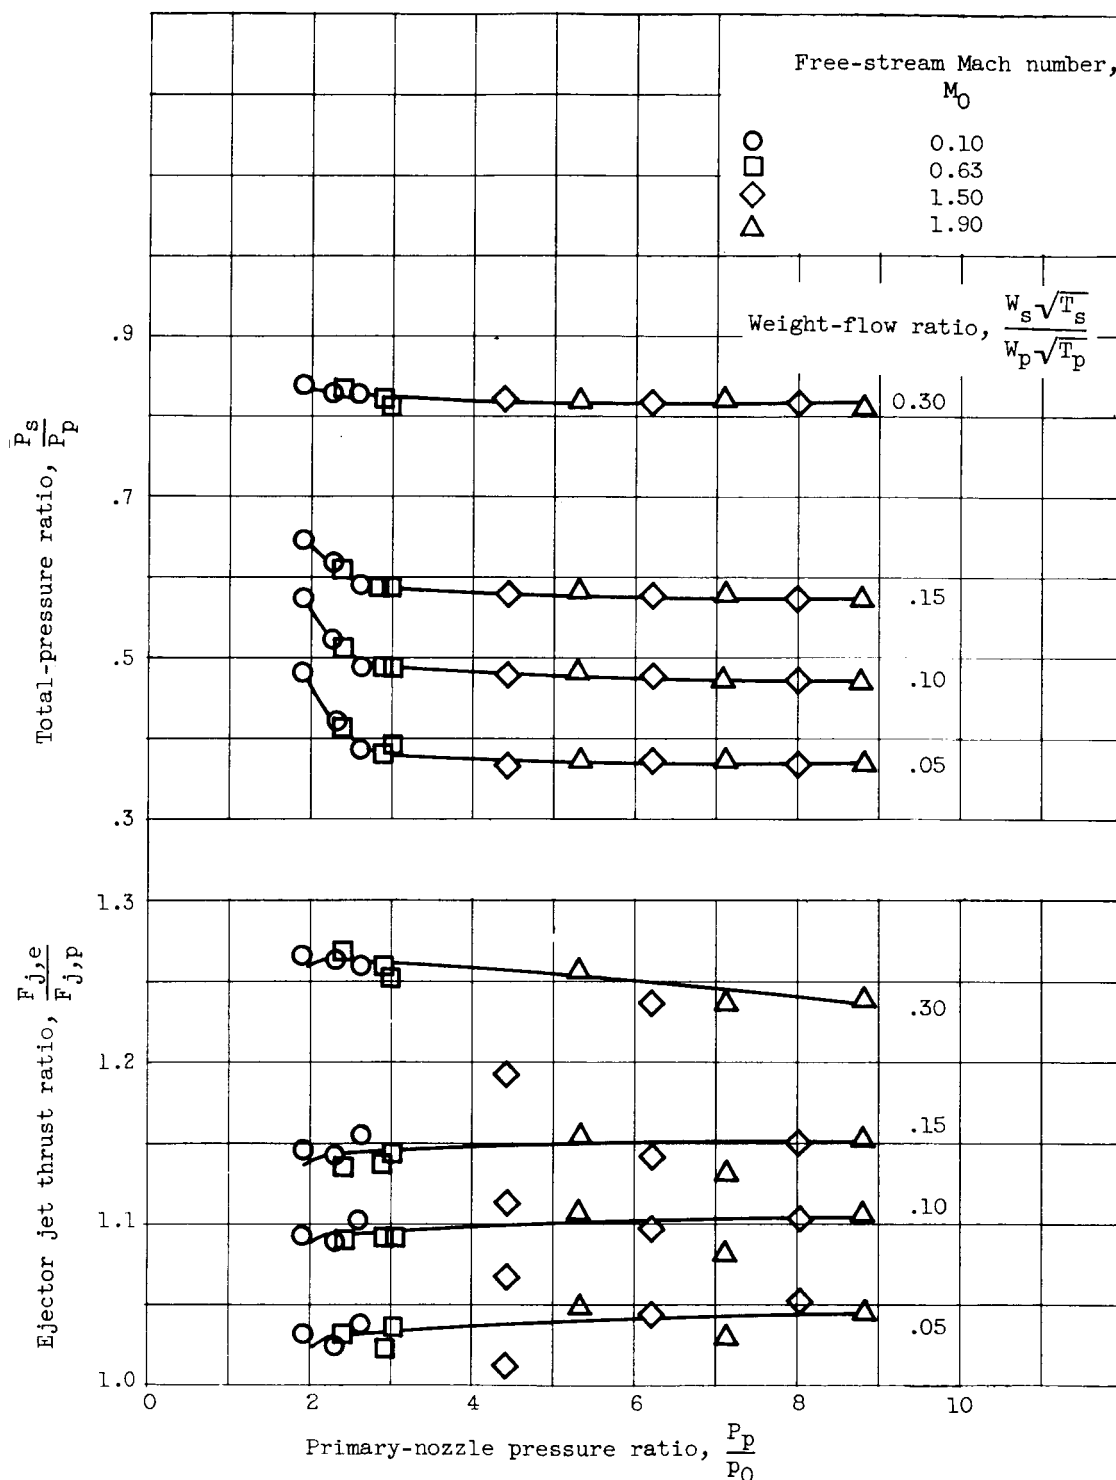 Free-stream Mach number,
M0
0.10
0.63
1.50
1.90
Weight-flow ratio, Ws√Ts / Wp√Tp
.9
0.30
Total-pressure ratio, Ps/Pp
.7
.15
.5
.10
.05
.3
1.3
Ejector jet thrust ratio, Fj,e/Fj,p
.30
1.2
.15
.10
1.1
.05
1.0
0 2 4 6 8 10
Primary-nozzle pressure ratio, Pp/p0